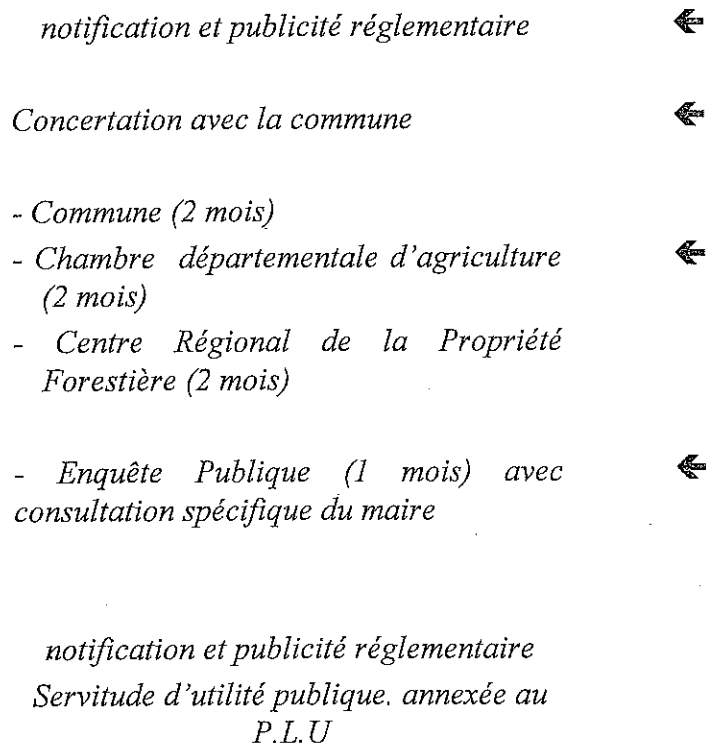 notification et publicité réglementaire
Concertation avec la commune
- Commune (2 mois)
- Chambre départementale d'agriculture
(2 mois)
- Centre Régional de la Propriété
Forestière (2 mois)
- Enquête Publique (1 mois) avec
consultation spécifique du maire
notification et publicité réglementaire
Servitude d'utilité publique. annexée au
P.L.U